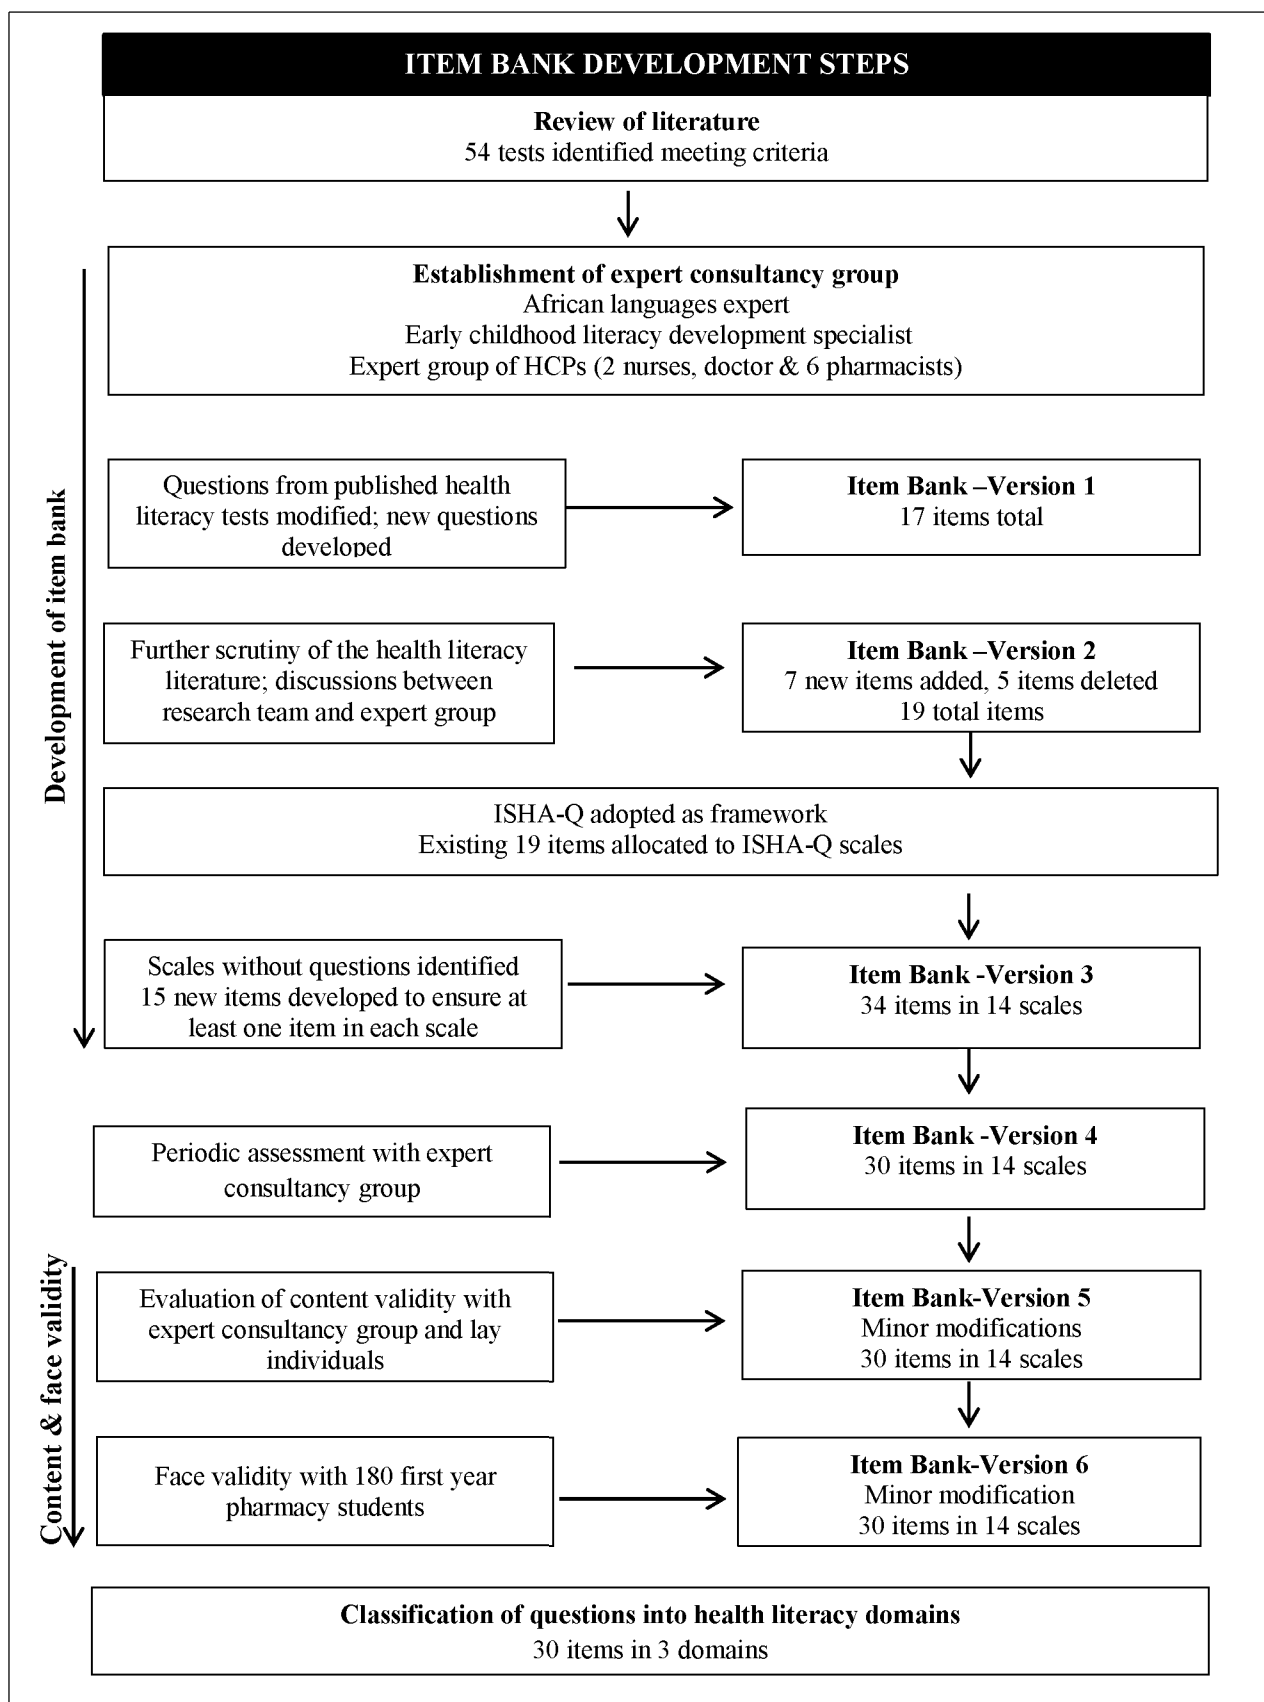 ITEM BANK DEVELOPMENT STEPS
Review of literature
54 tests identified meeting criteria
Establishment of expert consultancy group
African languages expert
Early childhood literacy development specialist
Expert group of HCPs (2 nurses, doctor & 6 pharmacists)
Development of item bank
Questions from published health
literacy tests modified; new questions
developed
Item Bank –Version 1
17 items total
Further scrutiny of the health literacy
literature; discussions between
research team and expert group
Item Bank –Version 2
7 new items added, 5 items deleted
19 total items
ISHA-Q adopted as framework
Existing 19 items allocated to ISHA-Q scales
Scales without questions identified
15 new items developed to ensure at
least one item in each scale
Item Bank -Version 3
34 items in 14 scales
Periodic assessment with expert
consultancy group
Item Bank -Version 4
30 items in 14 scales
Content & face validity
Evaluation of content validity with
expert consultancy group and lay
individuals
Item Bank-Version 5
Minor modifications
30 items in 14 scales
Face validity with 180 first year
pharmacy students
Item Bank-Version 6
Minor modification
30 items in 14 scales
Classification of questions into health literacy domains
30 items in 3 domains